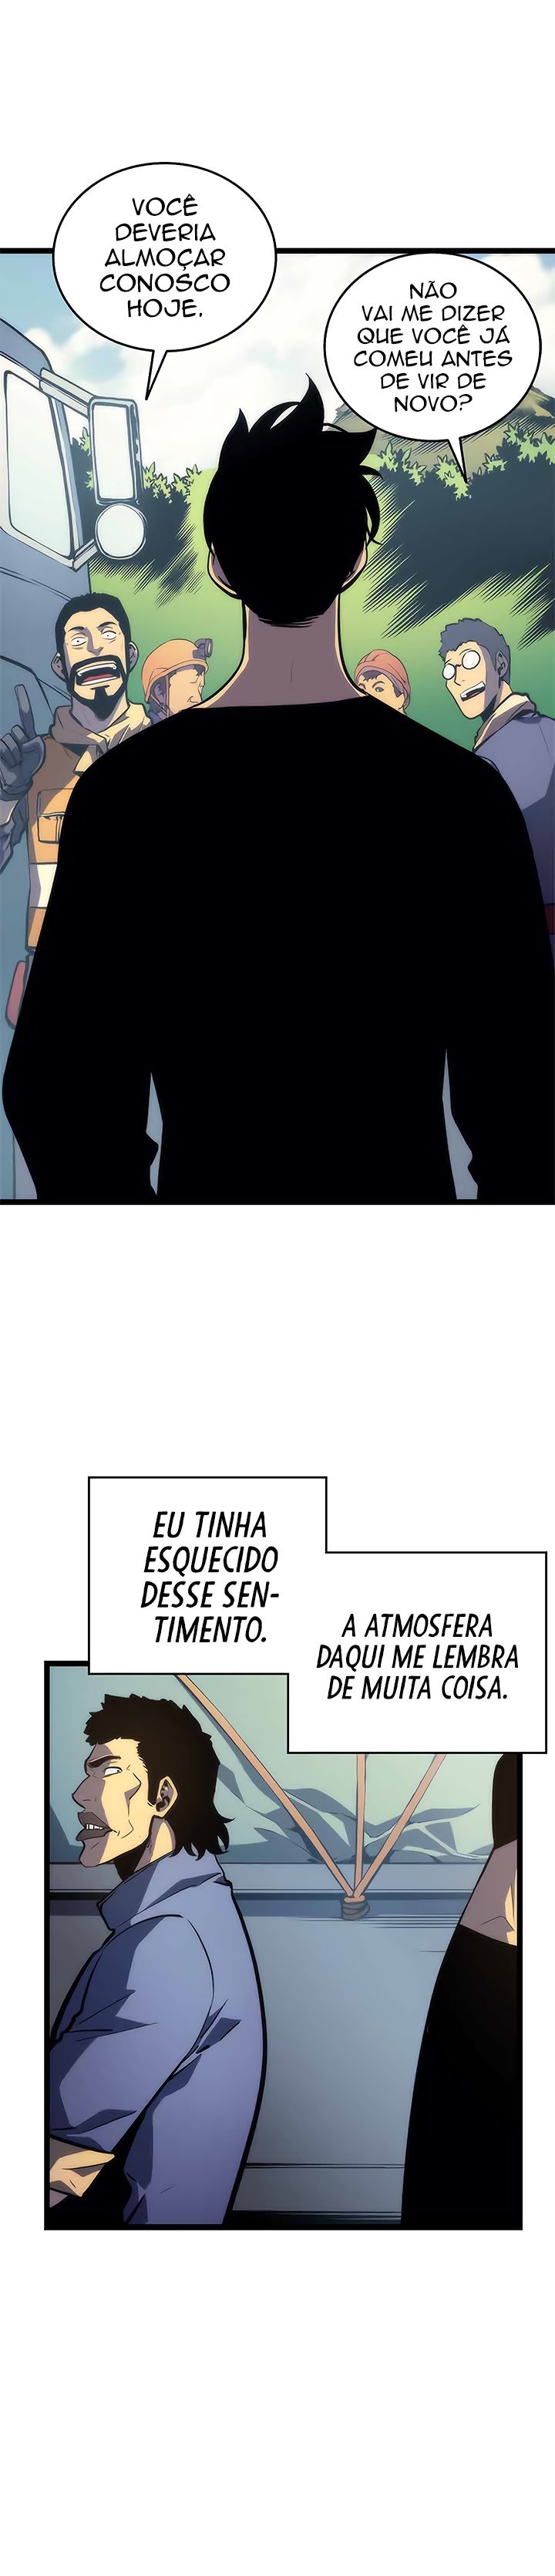 VOCÊ
DEVERIA
ALMOÇAR
CONOSCO
HOJE.
NÃO
VAI ME DIZER
QUE VOCÊ JÁ
COMEU ANTES
DE VIR DE
NOVO?
EU TINHA
ESQUECIDO
DESSE SEN-
TIMENTO.
A ATMOSFERA
DAQUI ME LEMBRA
DE MUITA COISA.